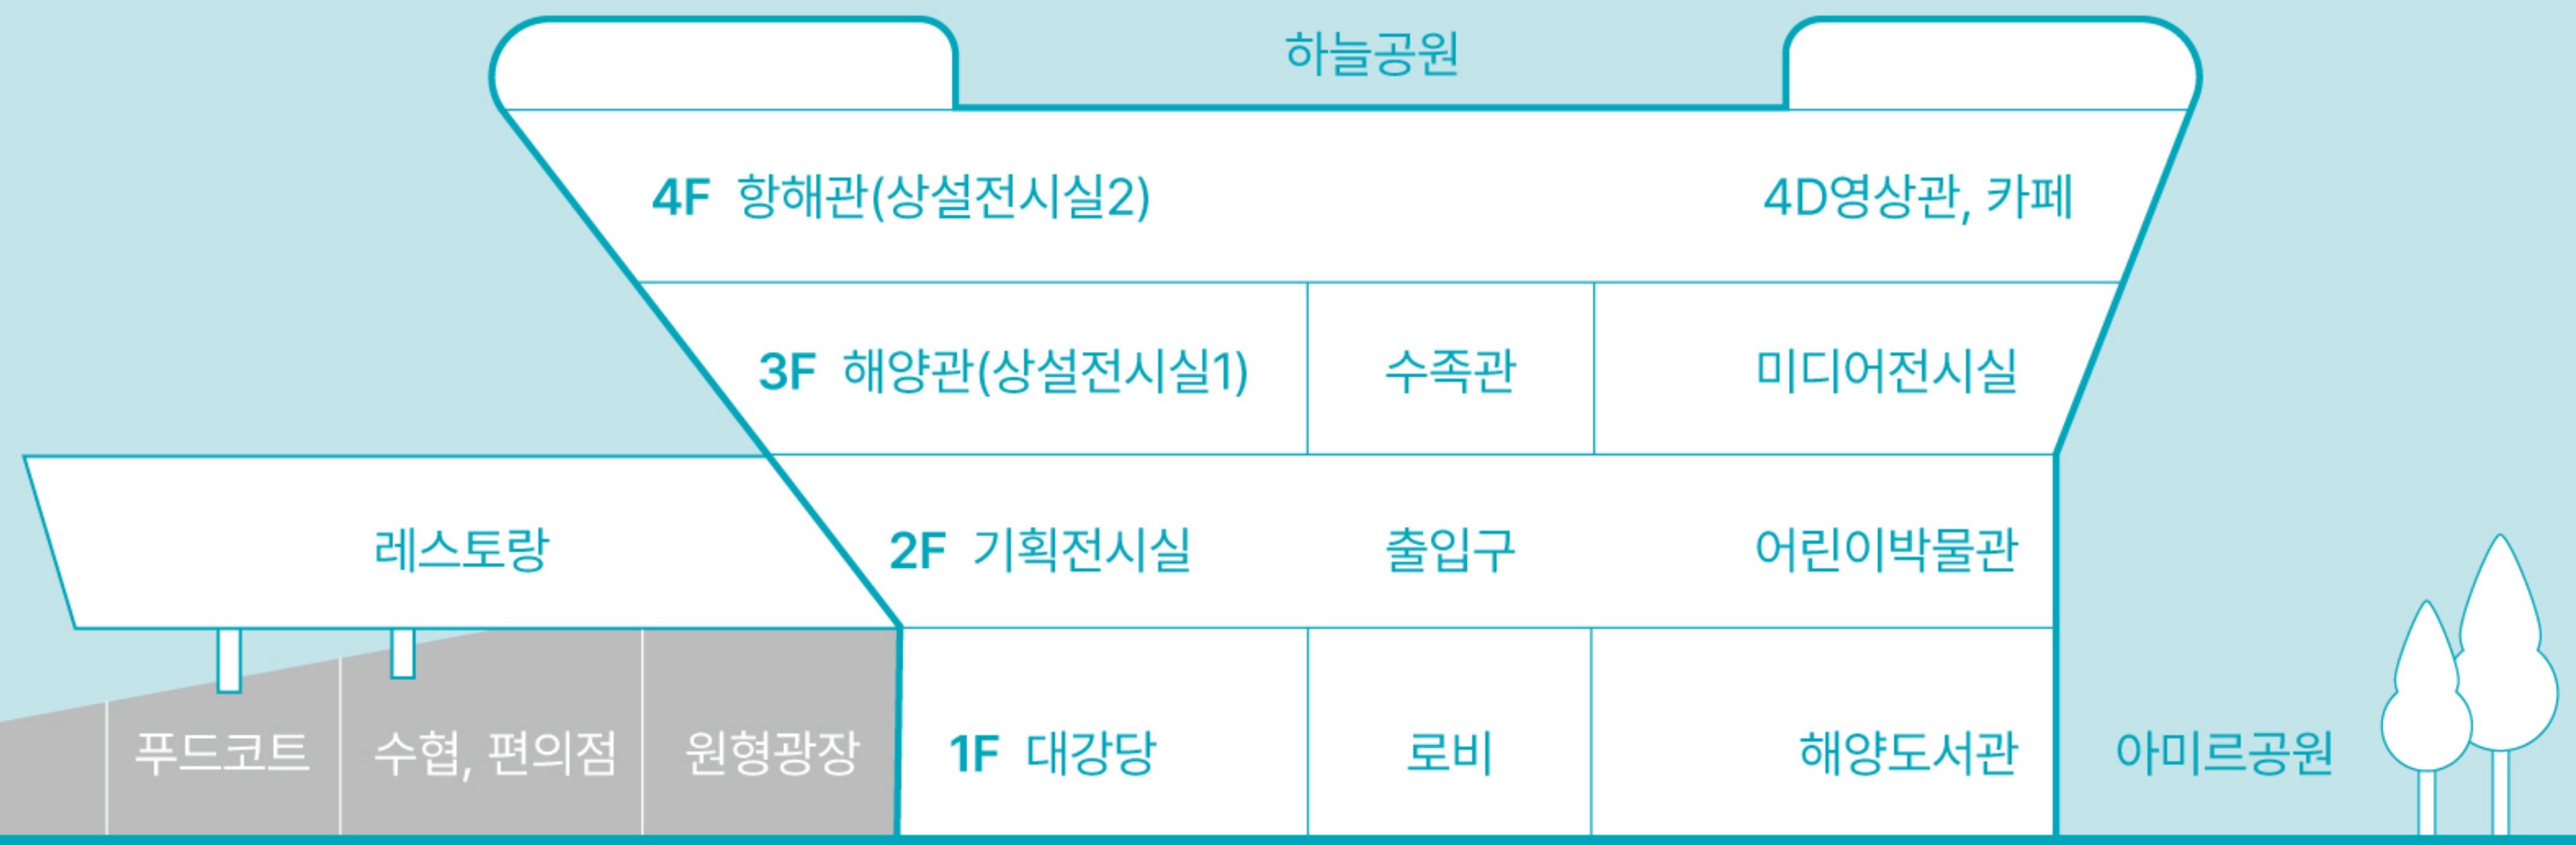 하늘공원
4F 항해관(상설전시실2) 4D영상관, 카페
3F 해양관(상설전시실1) 수족관 미디어전시실
레스토랑 2F 기획전시실 출입구 어린이박물관
푸드코트 수협, 편의점 원형광장 1F 대강당 로비 해양도서관 아미르공원